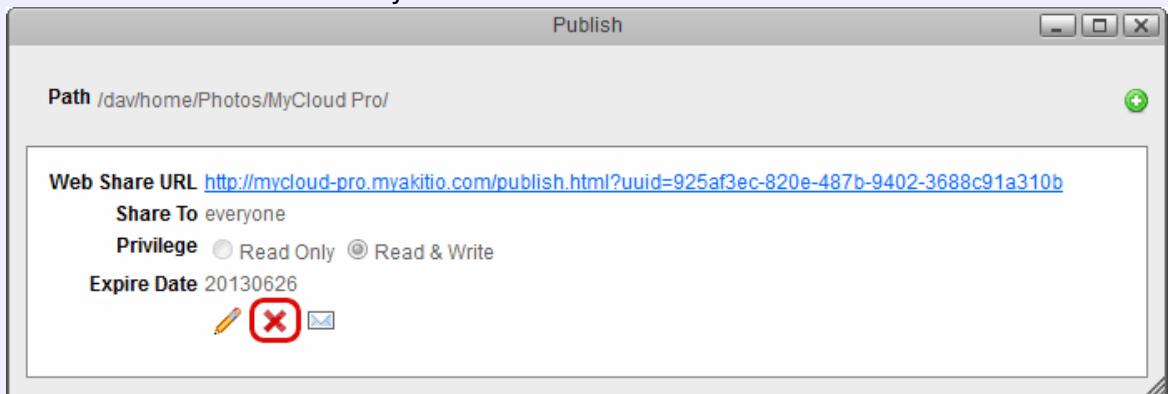 Publish
Path /dav/home/Photos/MyCloud Pro/
Web Share URL http://mycloud-pro.myakitio.com/publish.html?uuid=925af3ec-820e-487b-9402-3688c91a310b
Share To everyone
Privilege Read Only Read & Write
Expire Date 20130626